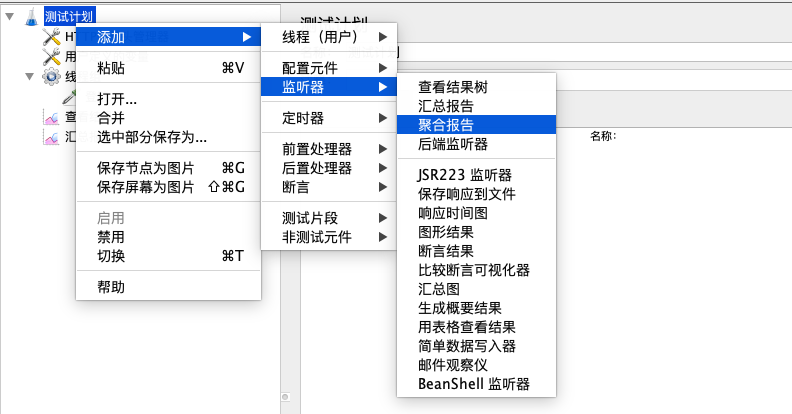 测试计划
测试计划
添加
粘贴 ⌘V
打开...
合并
选中部分保存为...
保存节点为图片 ⌘G
保存屏幕为图片 ⇧⌘G
启用
禁用
切换 ⌘T
帮助
线程（用户）
配置元件
监听器
定时器
前置处理器
后置处理器
断言
测试片段
非测试元件
查看结果树
汇总报告
聚合报告
后端监听器
JSR223 监听器
保存响应到文件
响应时间图
图形结果
断言结果
比较断言可视化器
汇总图
生成概要结果
用表格查看结果
简单数据写入器
邮件观察仪
BeanShell 监听器
名称: